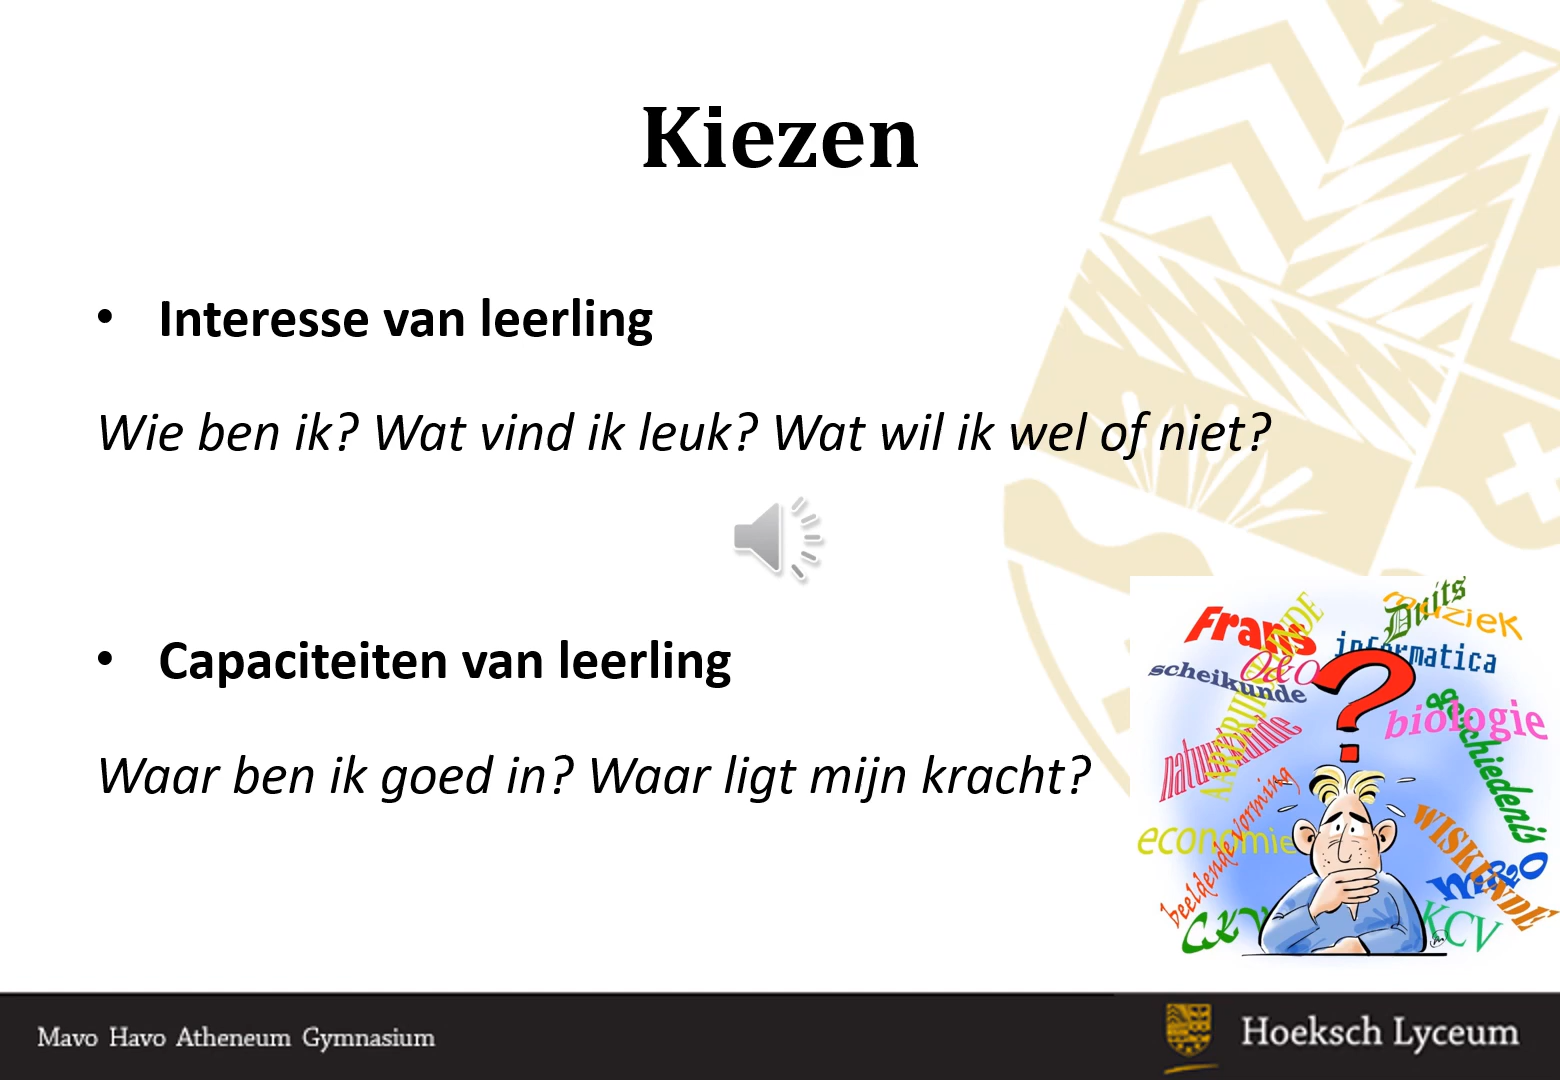 Kiezen
• Interesse van leerling
Wie ben ik? Wat vind ik leuk? Wat wil ik wel of niet?
• Capaciteiten van leerling
Waar ben ik goed in? Waar ligt mijn kracht?
Duits
muziek
Frans
AARDRIJKSKUNDE
informatica
O&O
scheikunde
?
biologie
geschiedenis
natuurkunde
beeldende vorming
economie
WISKUNDE
M&O
CKV
KCV
Mavo Havo Atheneum Gymnasium
Hoeksch Lyceum